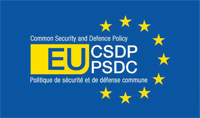 Common Security and Defence Policy
EU CSDP
PSDC
Politique de sécurité et de défense commune